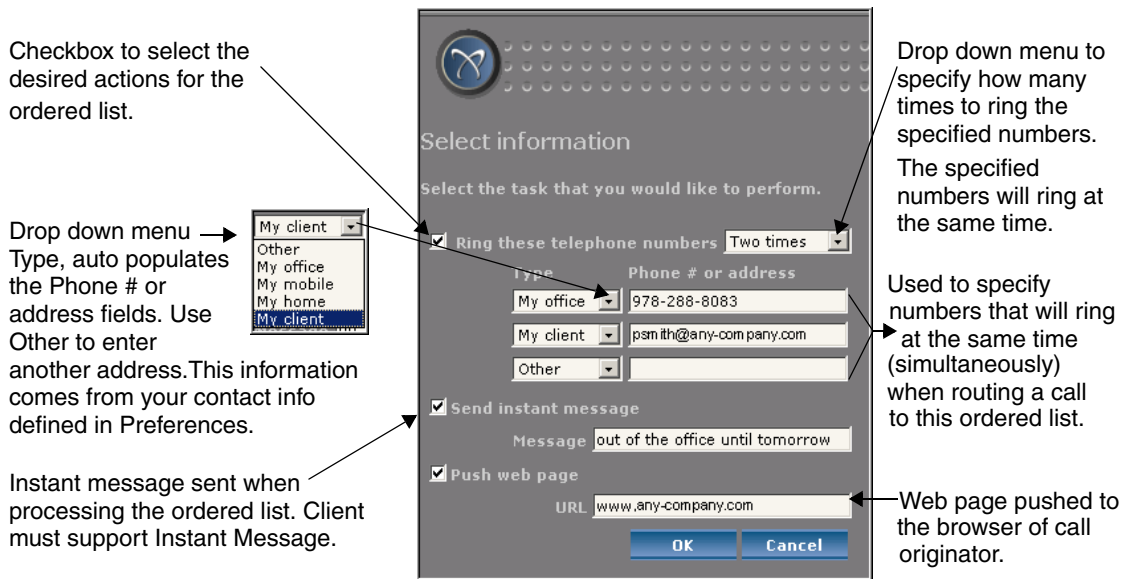 Checkbox to select the
desired actions for the
ordered list.
Drop down menu
Type, auto populates
the Phone # or
address fields. Use
Other to enter
another address.This information
comes from your contact info
defined in Preferences.
Instant message sent when
processing the ordered list. Client
must support Instant Message.
My client
Other
My office
My mobile
My home
My client
Select information
Select the task that you would like to perform.
Ring these telephone numbers Two times
Type Phone # or address
My office 978-288-8083
My client psmith@any-company.com
Other
Send instant message
Message out of the office until tomorrow
Push web page
URL www.any-company.com
OK Cancel
Drop down menu to
specify how many
times to ring the
specified numbers.
The specified
numbers will ring at
the same time.
Used to specify
numbers that will ring
at the same time
(simultaneously)
when routing a call
to this ordered list.
Web page pushed to
the browser of call
originator.